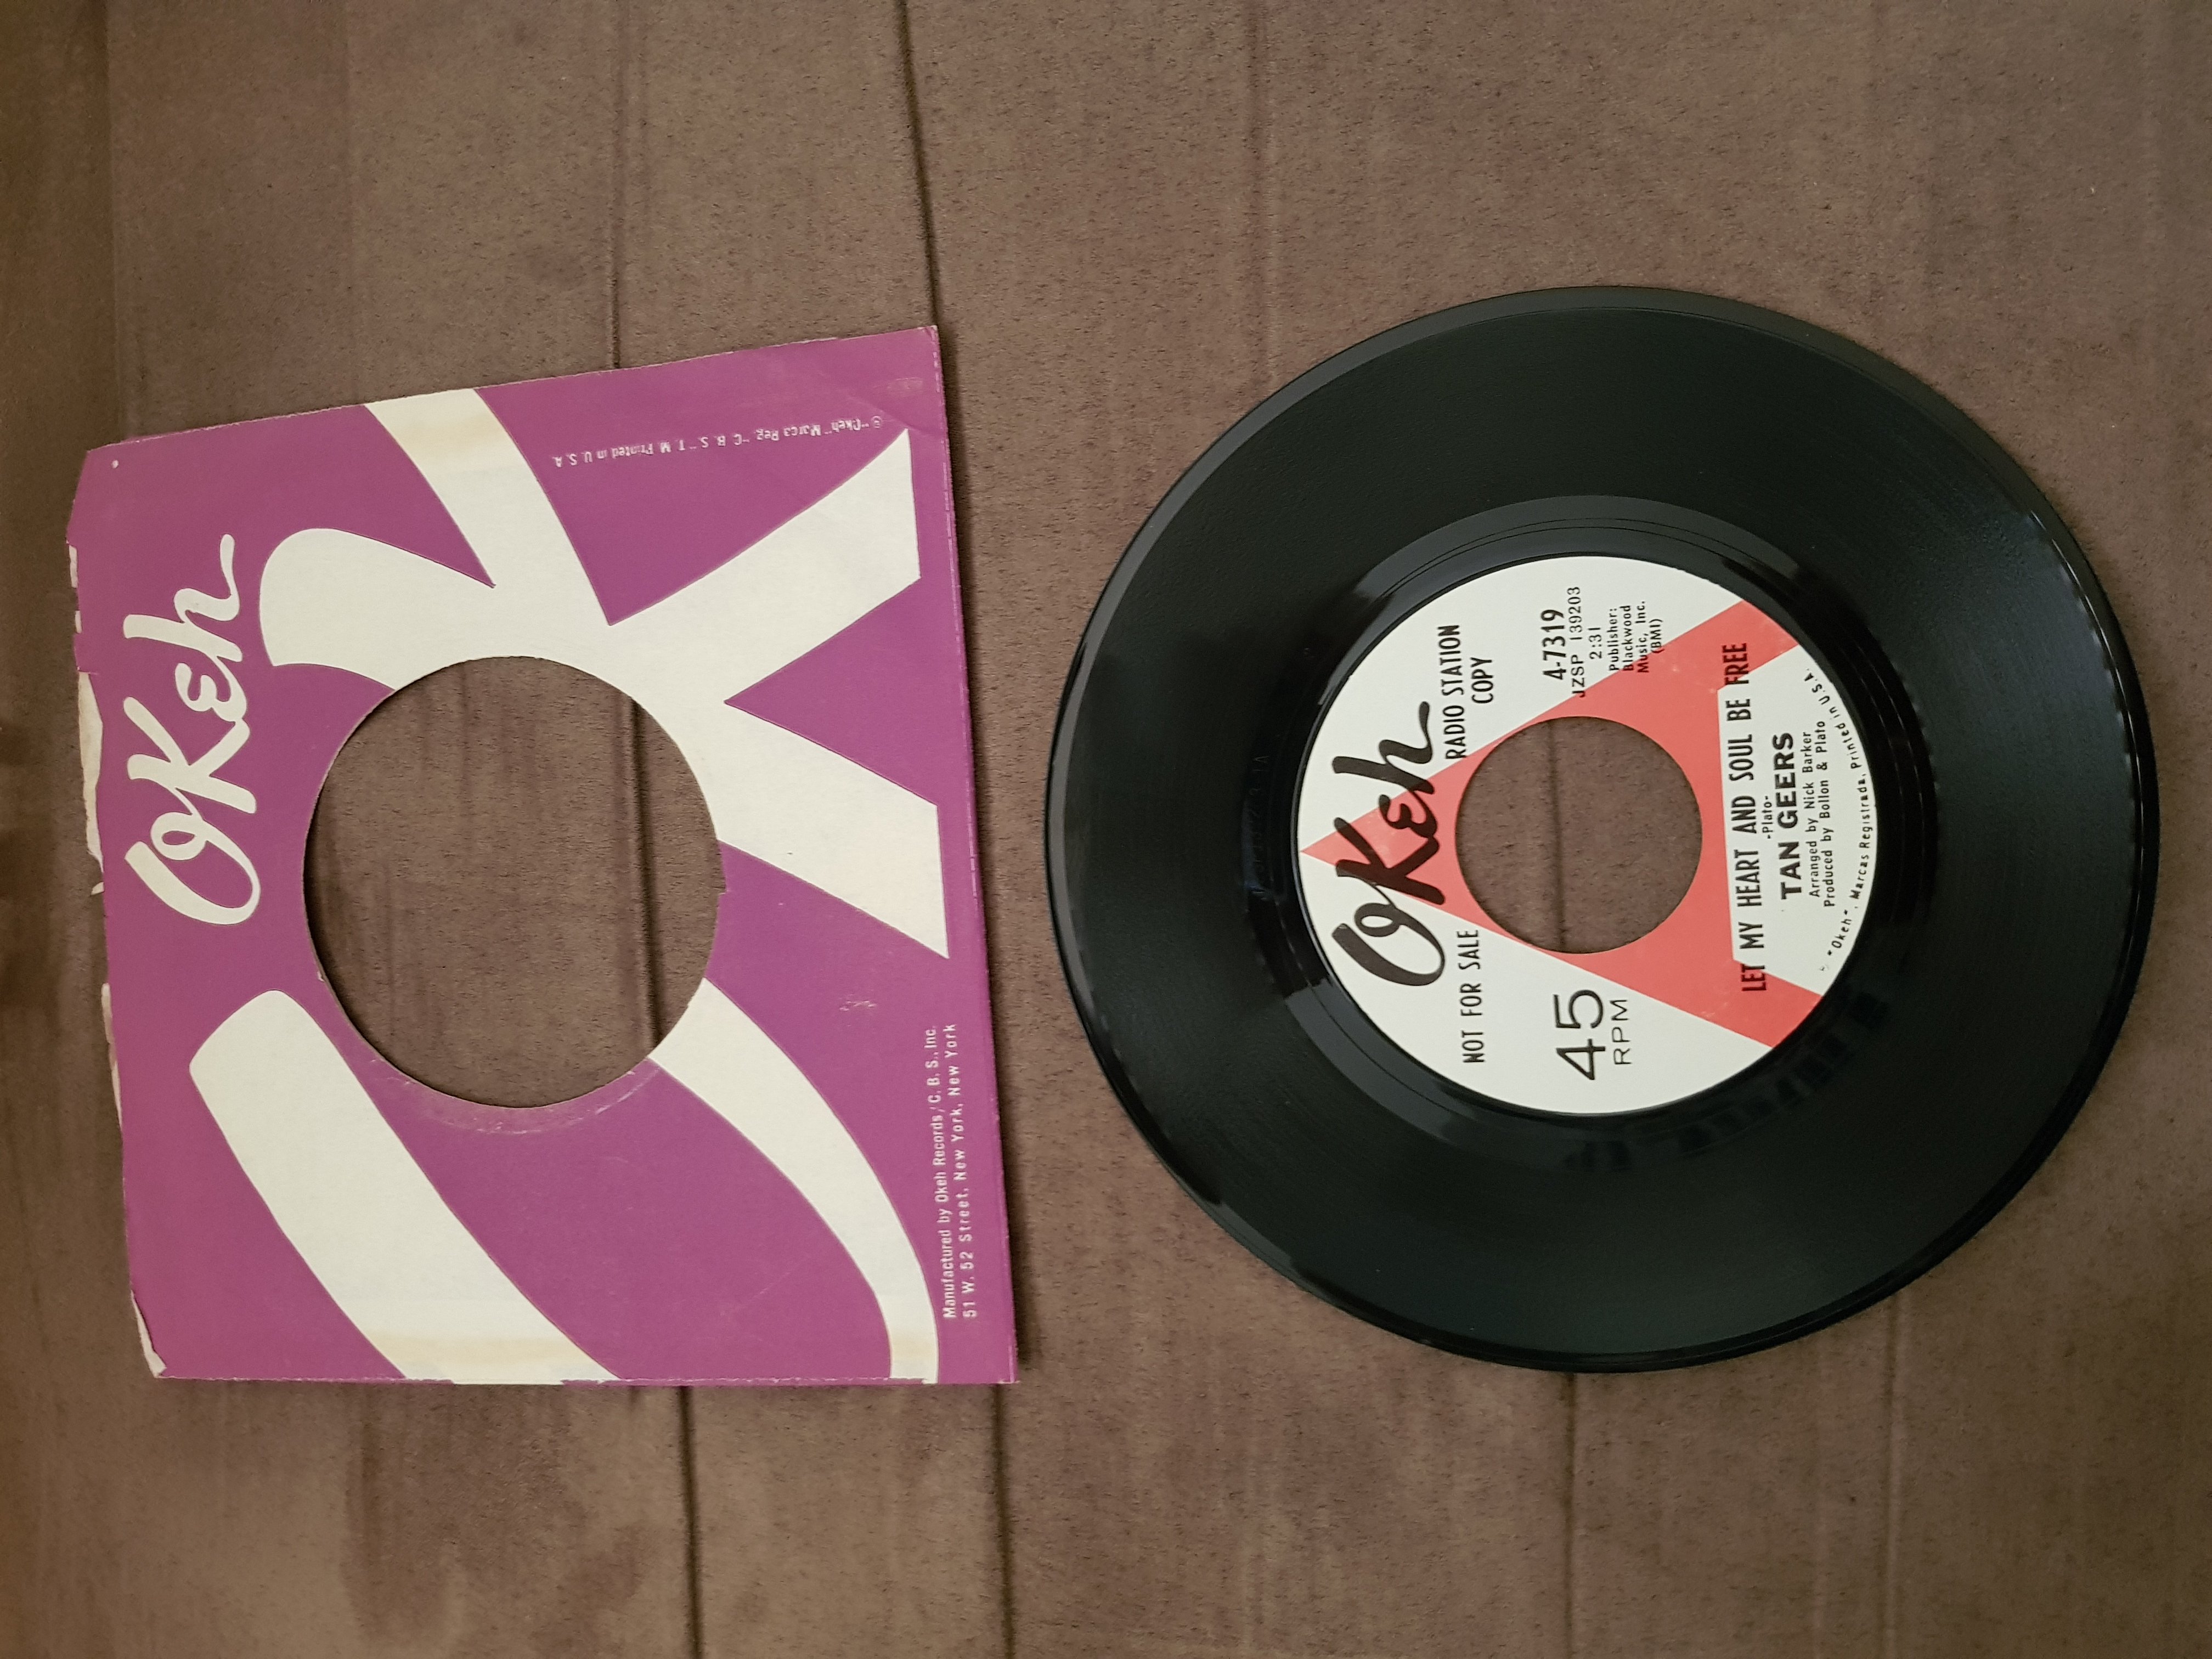 OKeh
® "Okeh" Marca Reg. "C. B. S." T. M. Printed in U. S. A.
Manufactured by Okeh Records/C. B. S., Inc.
51 W. 52 Street, New York, New York
OKeh
NOT FOR SALE
RADIO STATION
COPY
45
RPM
4-7319
JZSP 139203
2:31
Publisher:
Blackwood
Music, Inc.
(BMI)
LET MY HEART AND SOUL BE FREE
-Plato-
TAN GEERS
Arranged by Nick Barker
Produced by Bollon & Plato
"Okeh", Marcas Registrada. Printed in U.S.A.